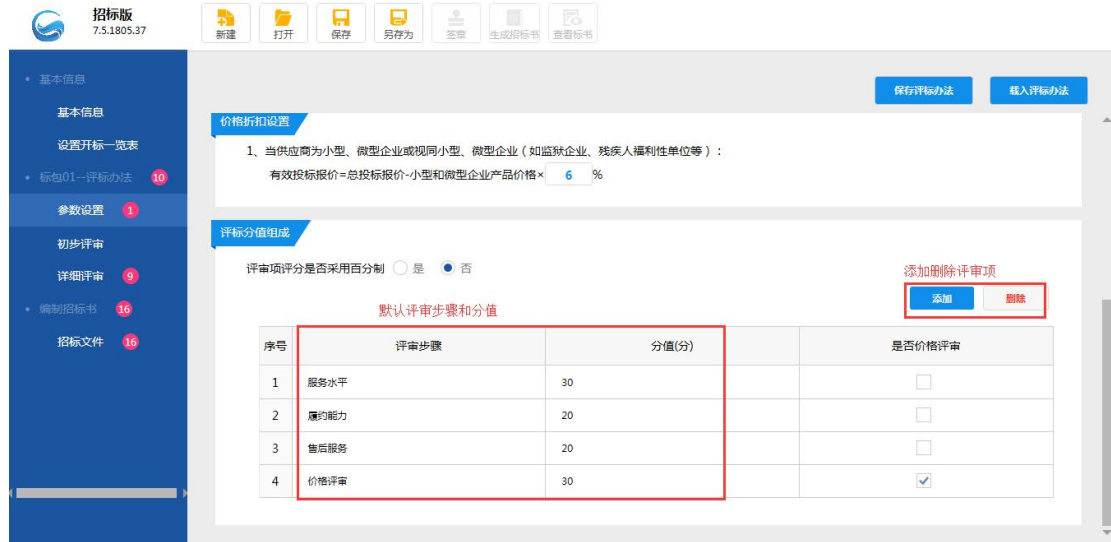 招标版
7.5.1805.37
新建
打开
保存
另存为
签章
生成招标书
查看标书
基本信息
基本信息
设置开标一览表
标包01--评标办法 10
参数设置 1
初步评审
详细评审 9
编制招标书 16
招标文件 16
保存评标办法
载入评标办法
价格折扣设置
1、当供应商为小型、微型企业或视同小型、微型企业（如监狱企业、残疾人福利性单位等）：
有效投标报价=总投标报价-小型和微型企业产品价格× 6 %
评标分值组成
评审项评分是否采用百分制 是 否
添加删除评审项
添加 删除
默认评审步骤和分值
序号 评审步骤 分值(分) 是否价格评审
1 服务水平 30
2 履约能力 20
3 售后服务 20
4 价格评审 30